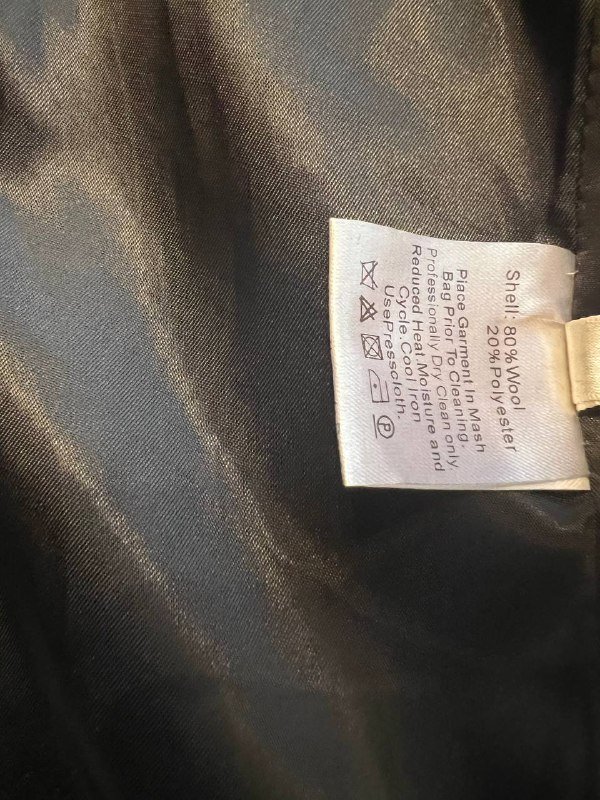 Shell: 80%Wool
20%Polyester
Place Garment In Mash
Bag Prior To Cleaning.
Professionally Dry Clean only.
Reduced Heat.Moisture and
Cycle.Cool Iron
UsePresscloth.
P